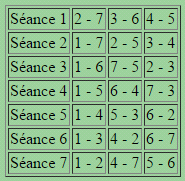 Séance 1 2 - 7 3 - 6 4 - 5
Séance 2 1 - 7 2 - 5 3 - 4
Séance 3 1 - 6 7 - 5 2 - 3
Séance 4 1 - 5 6 - 4 7 - 3
Séance 5 1 - 4 5 - 3 6 - 2
Séance 6 1 - 3 4 - 2 6 - 7
Séance 7 1 - 2 4 - 7 5 - 6